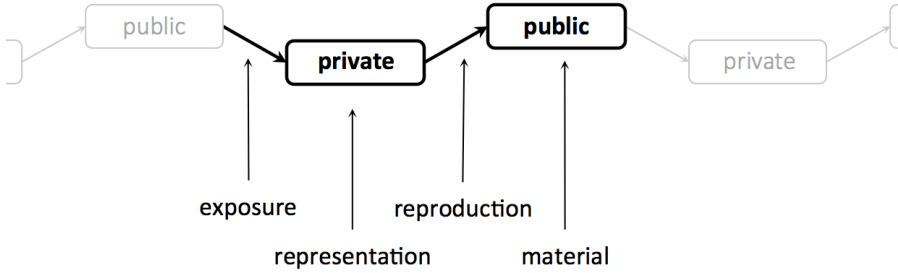 public
public
private
private
exposure
reproduction
representation
material